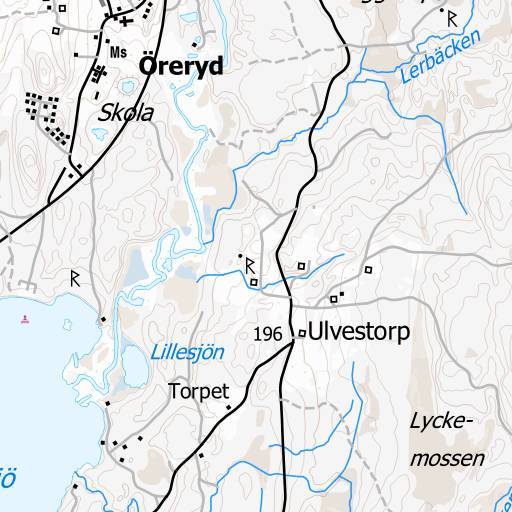 R
Ms
Öreryd
Lerbäcken
Skola
R
R
196
Ulvestorp
Lillesjön
Torpet
Lycke-
mossen